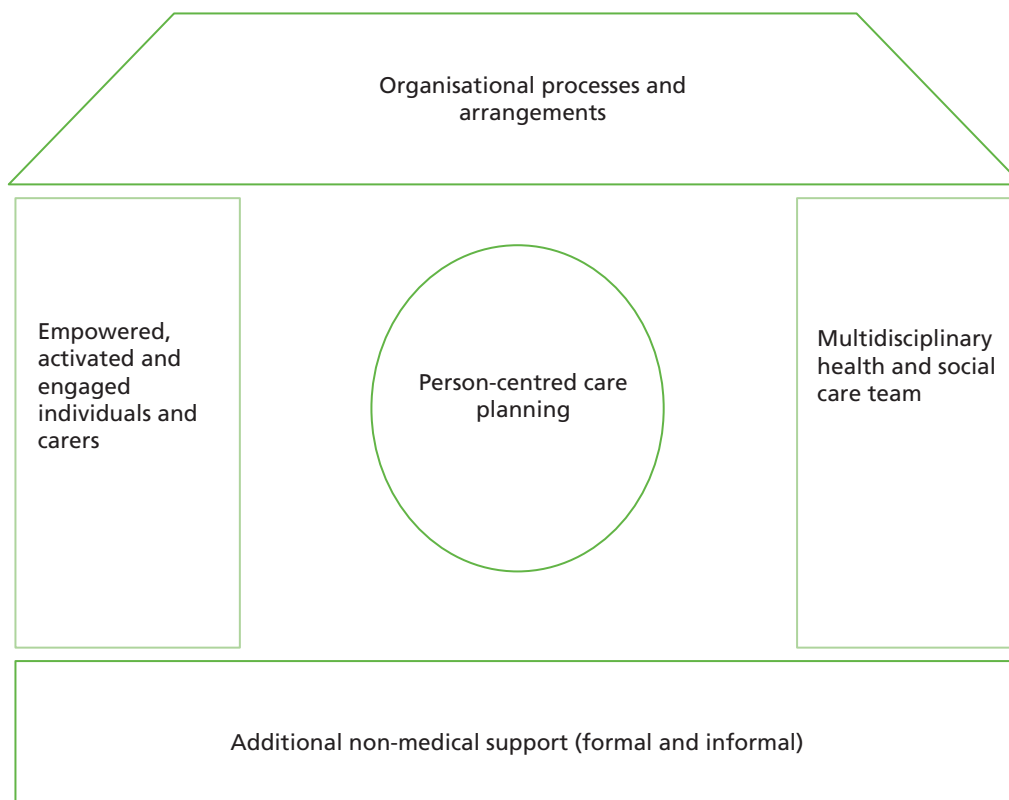 Organisational processes and
arrangements
Empowered,
activated and
engaged
individuals and
carers
Person-centred care
planning
Multidisciplinary
health and social
care team
Additional non-medical support (formal and informal)